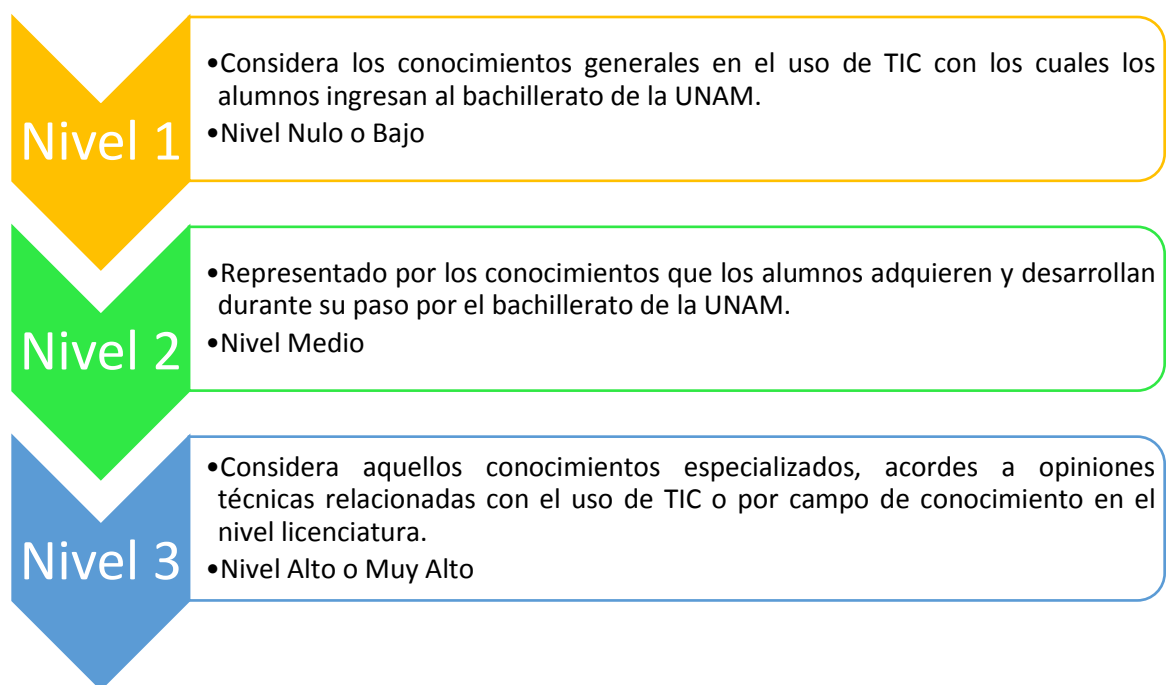 Nivel 1
•Considera los conocimientos generales en el uso de TIC con los cuales los
alumnos ingresan al bachillerato de la UNAM.
•Nivel Nulo o Bajo
Nivel 2
•Representado por los conocimientos que los alumnos adquieren y desarrollan
durante su paso por el bachillerato de la UNAM.
•Nivel Medio
Nivel 3
•Considera aquellos conocimientos especializados, acordes a opiniones
técnicas relacionadas con el uso de TIC o por campo de conocimiento en el
nivel licenciatura.
•Nivel Alto o Muy Alto